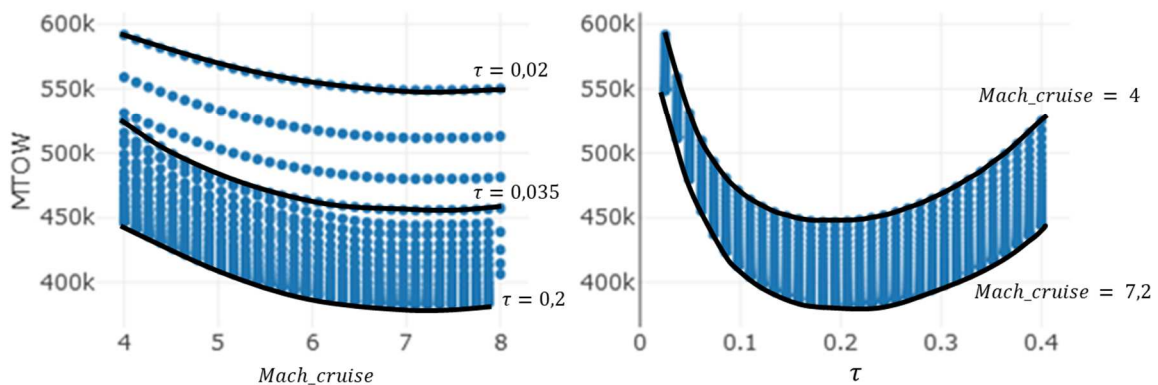 600k
550k
500k
450k
400k
MTOW
4 5 6 7 8
Mach_cruise
τ = 0,02
τ = 0,035
τ = 0,2
600k
550k
500k
450k
400k
0 0.1 0.2 0.3 0.4
τ
Mach_cruise = 4
Mach_cruise = 7,2